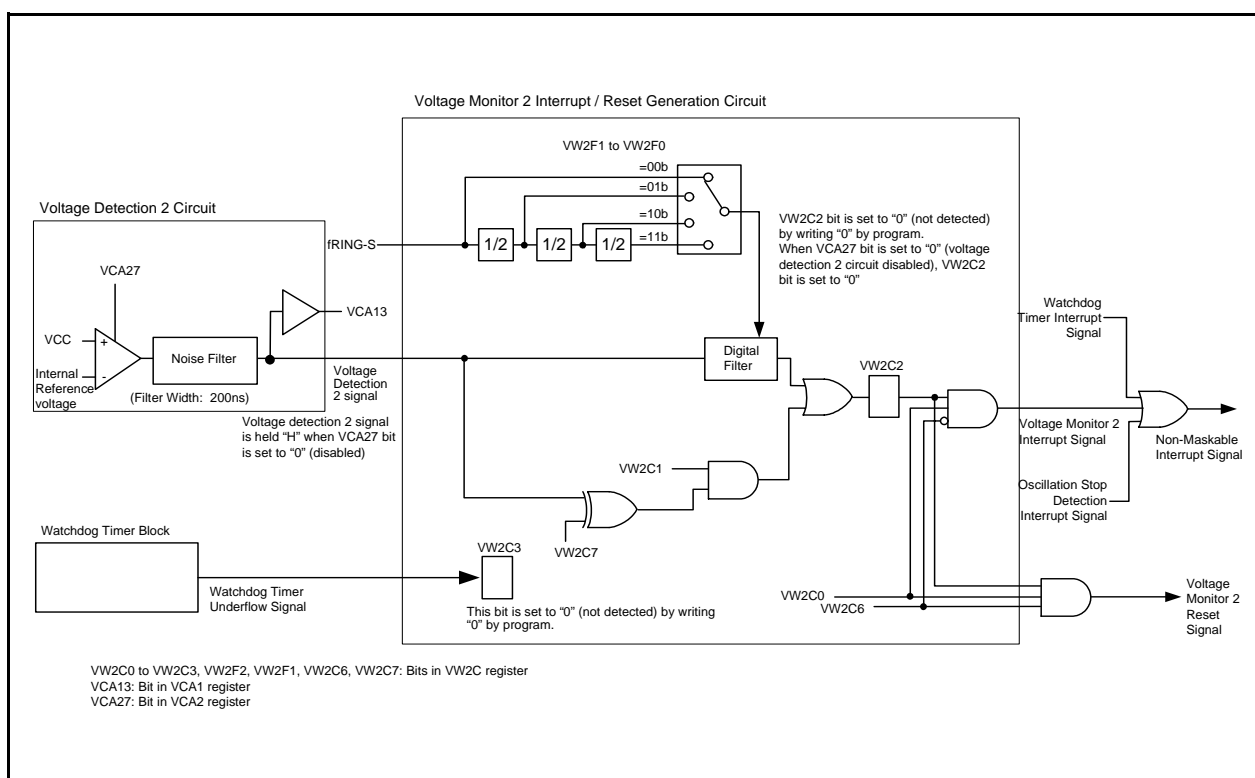 Voltage Monitor 2 Interrupt / Reset Generation Circuit
VW2F1 to VW2F0
=00b
=01b
=10b
=11b
Voltage Detection 2 Circuit
fRING-S
1/2
1/2
1/2
VW2C2 bit is set to “0” (not detected)
by writing “0” by program.
When VCA27 bit is set to “0” (voltage
detection 2 circuit disabled), VW2C2
bit is set to “0”
VCA27
VCA13
VCC
+
Internal
Reference
voltage
-
Noise Filter
(Filter Width: 200ns)
Voltage
Detection
2 signal
Voltage detection 2 signal
is held “H” when VCA27 bit
is set to “0” (disabled)
Digital
Filter
VW2C2
Watchdog
Timer Interrupt
Signal
Voltage Monitor 2
Interrupt Signal
Non-Maskable
Interrupt Signal
Oscillation Stop
Detection
Interrupt Signal
VW2C1
VW2C7
Watchdog Timer Block
Watchdog Timer
Underflow Signal
VW2C3
This bit is set to “0” (not detected) by writing
“0” by program.
VW2C0
VW2C6
Voltage
Monitor 2
Reset
Signal
VW2C0 to VW2C3, VW2F2, VW2F1, VW2C6, VW2C7: Bits in VW2C register
VCA13: Bit in VCA1 register
VCA27: Bit in VCA2 register